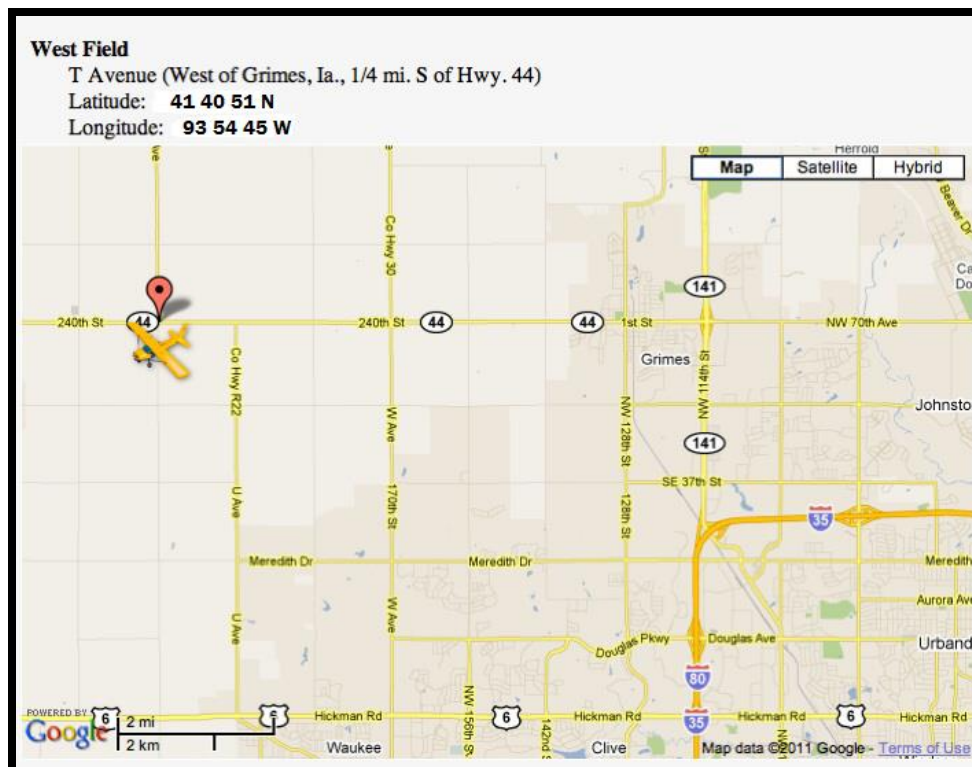 West Field
T Avenue (West of Grimes, Ia., 1/4 mi. S of Hwy. 44)
Latitude: 41 40 51 N
Longitude: 93 54 45 W
Ave
Herrold
Map Satellite Hybrid
Beaver Dr
Co Hwy 30
141
240th St 44 240th St 44 44 1st St NW 70th Ave
Grimes
Co Hwy R22
NW 114th St
W Ave
NW 128th St
Johnsto
141
SE 37th St
U Ave
170th St
128th St
35
Meredith Dr Meredith Dr Meredith
W Ave
U Ave
Aurora Ave
Douglas Pkwy Douglas Ave
Urband
80
NW 156th St
142nd St
POWERED BY
Google
6 6 Hickman Rd 6 Hickman Rd 35 6 Hickman Rd
2 mi
2 km
Waukee Clive
Map data ©2011 Google - Terms of Use